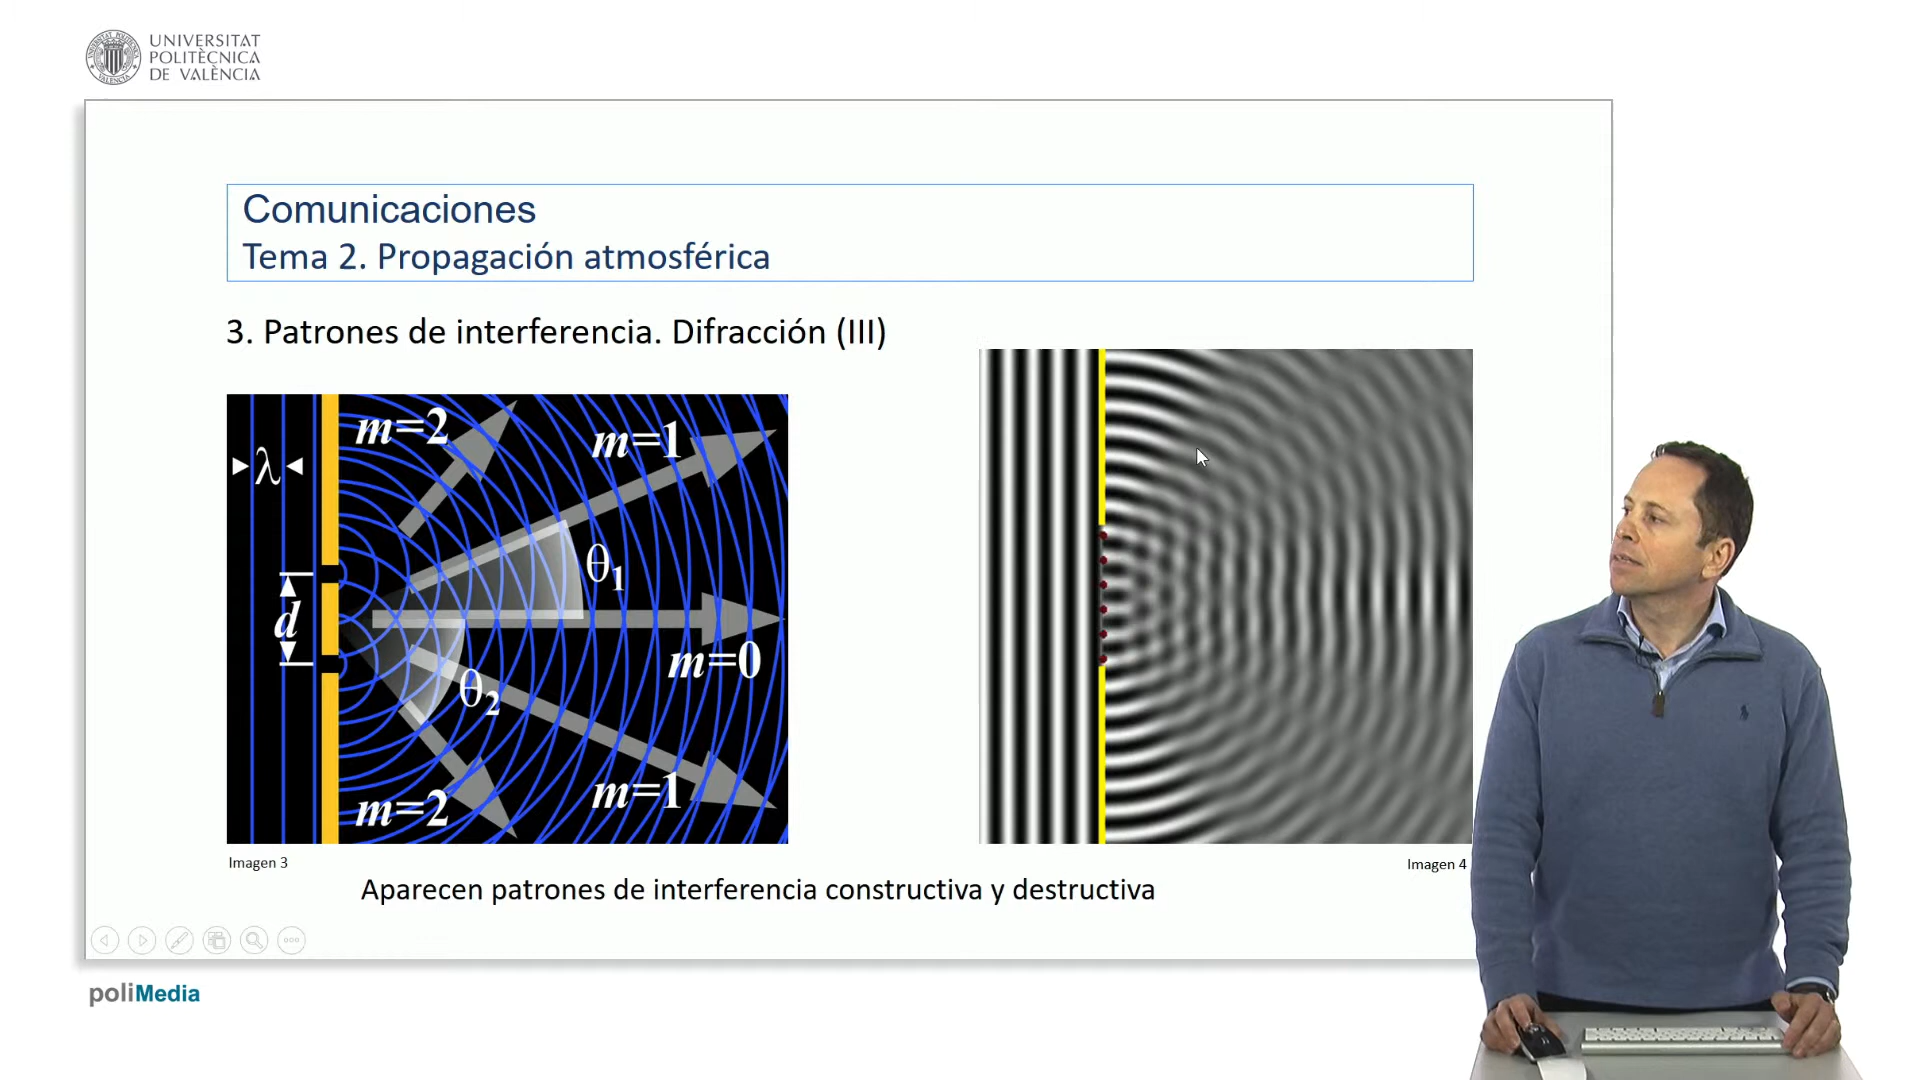 UNIVERSITAT
POLITÈCNICA
DE VALÈNCIA
Comunicaciones
Tema 2. Propagación atmosférica
3. Patrones de interferencia. Difracción (III)
m=2
m=1
λ
θ1
d
m=0
θ2
m=1
m=2
Imagen 3
Imagen 4
Aparecen patrones de interferencia constructiva y destructiva
poliMedia